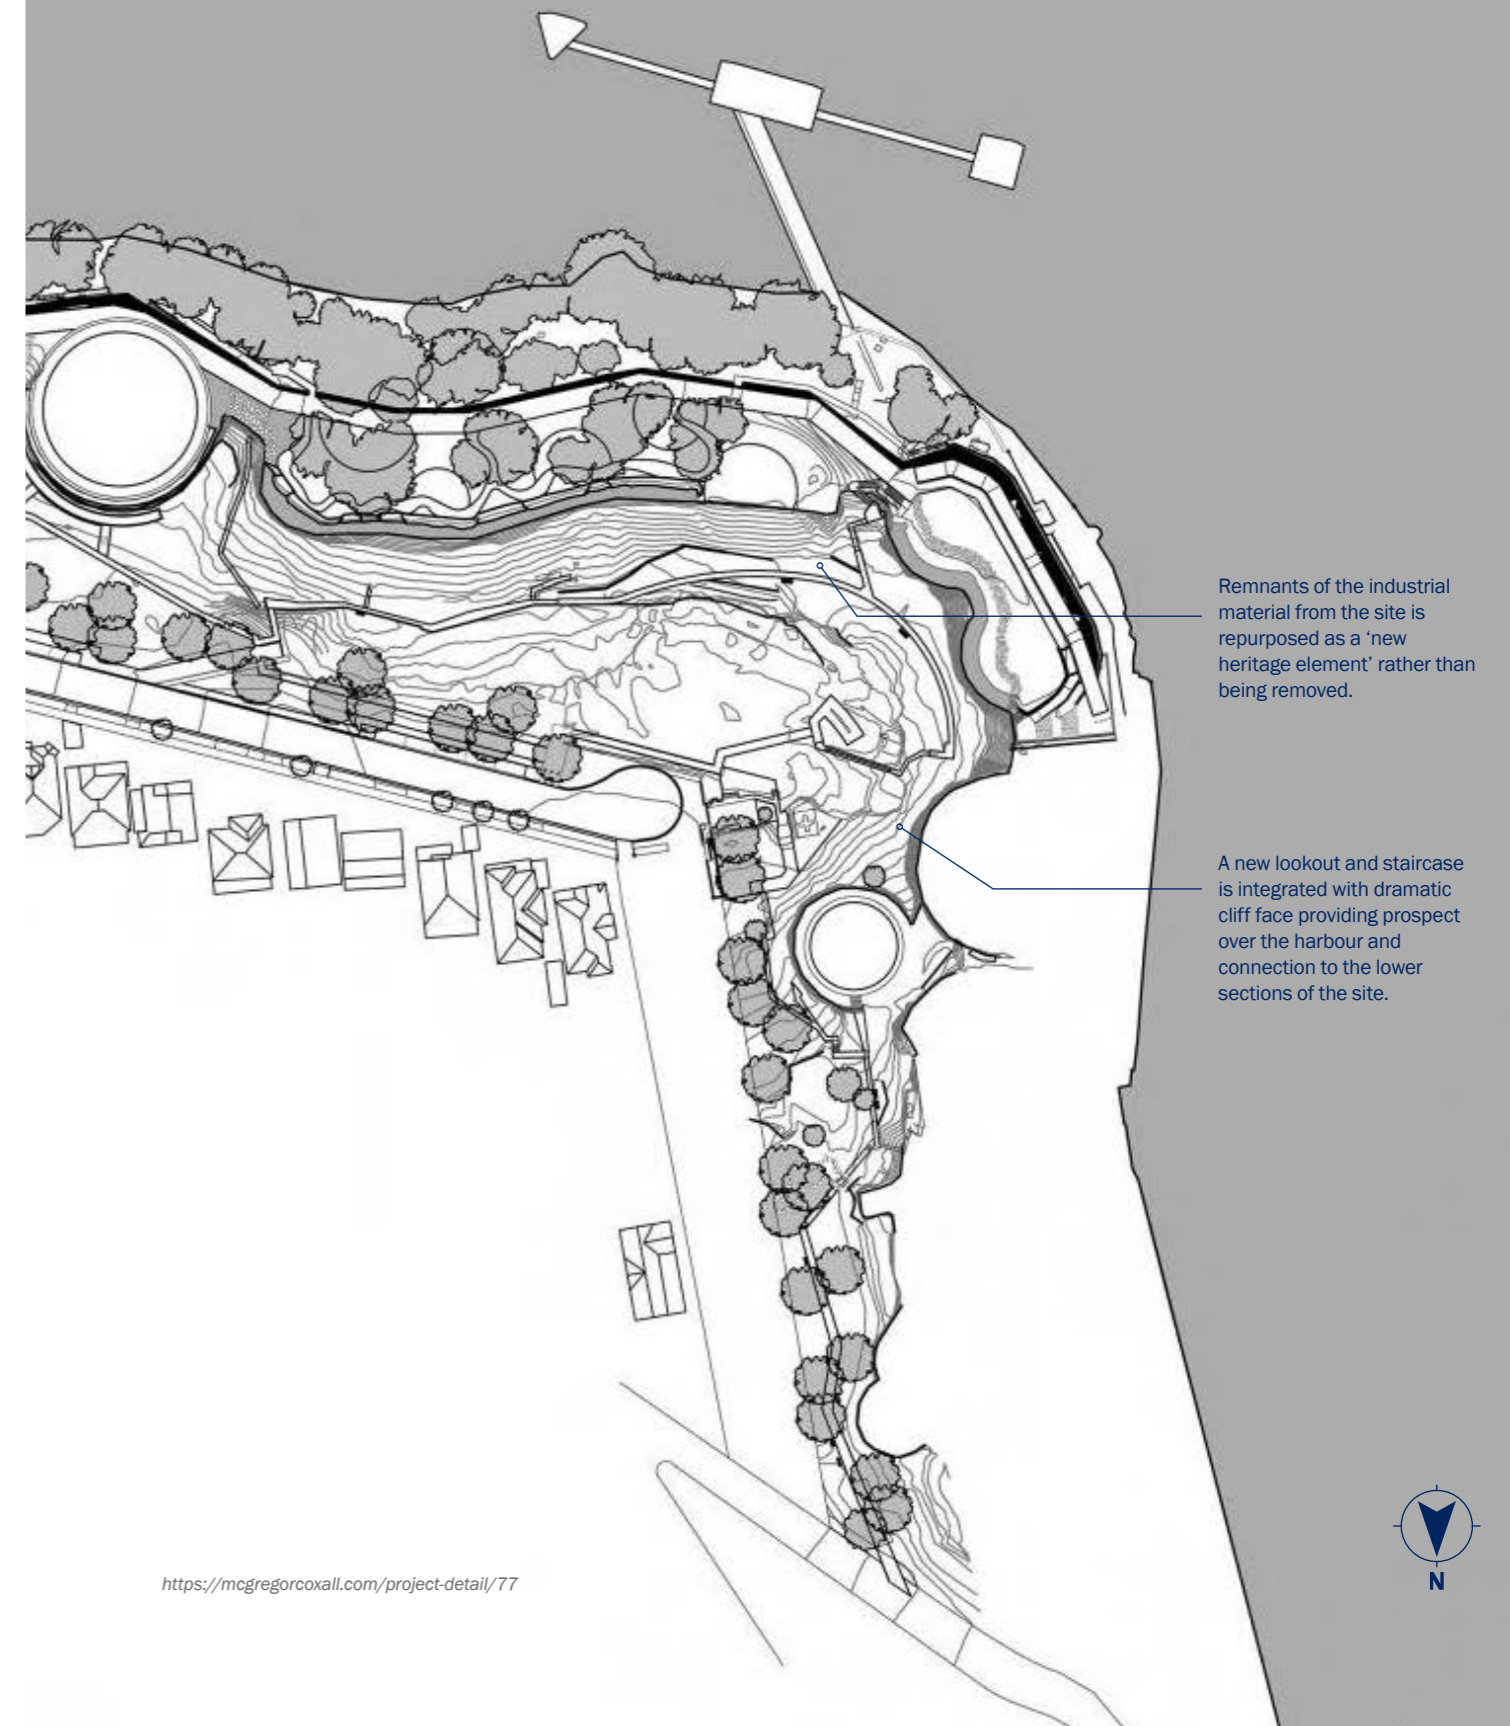 Remnants of the industrial
material from the site is
repurposed as a ‘new
heritage element’ rather than
being removed.
A new lookout and staircase
is integrated with dramatic
cliff face providing prospect
over the harbour and
connection to the lower
sections of the site.
https://mcgregorcoxall.com/project-detail/77
N